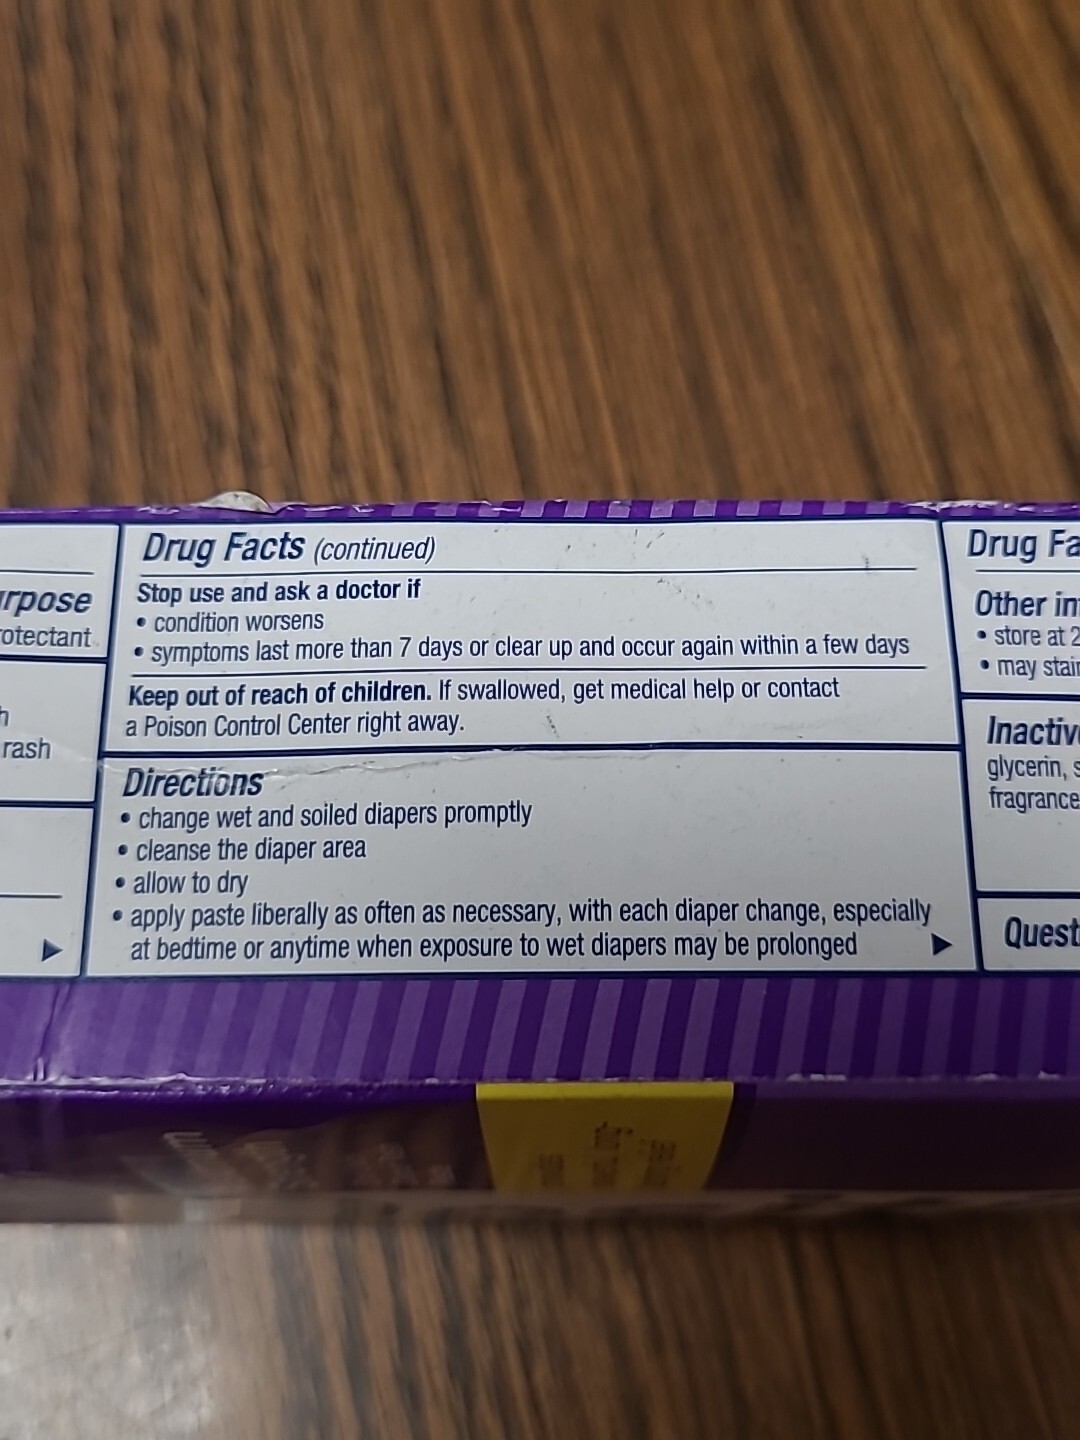 Purpose
rotectant
h
rash
Drug Facts (continued)
Stop use and ask a doctor if
• condition worsens
• symptoms last more than 7 days or clear up and occur again within a few days
Keep out of reach of children. If swallowed, get medical help or contact
a Poison Control Center right away.
Directions
• change wet and soiled diapers promptly
• cleanse the diaper area
• allow to dry
• apply paste liberally as often as necessary, with each diaper change, especially
at bedtime or anytime when exposure to wet diapers may be prolonged
Drug Fa
Other in
• store at 2
• may stai
Inactiv
glycerin, s
fragrance
Quest